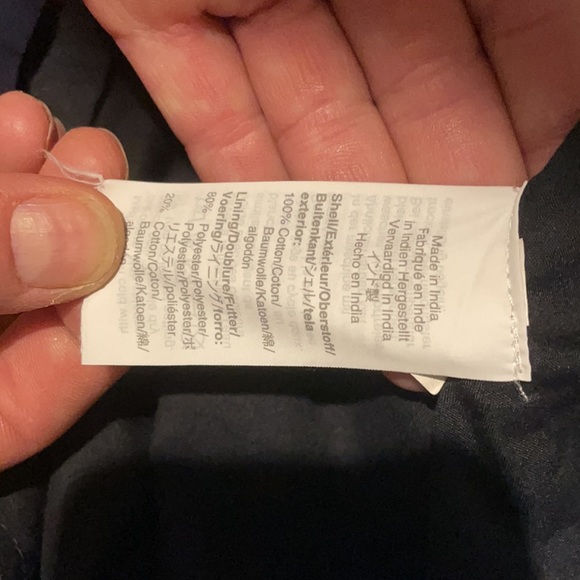 Made in India
Fabriqué en Inde
In Indien Hergestellt
Vervaardigd in India
インド製
Hecho en India
Shell/Extérieur/Oberstoff/
Buitenkant/シェル/tela
exterior:
100% Cotton/Coton/
Baumwolle/Katoen/綿/
algodón
Lining/Doublure/Futter/
Voering/ライニング/forro:
80% Polyester/Polyester/
Polyester/Polyester/ポ
リエステル/Poliéster
20% Cotton/Coton/
Baumwolle/Katoen/綿/